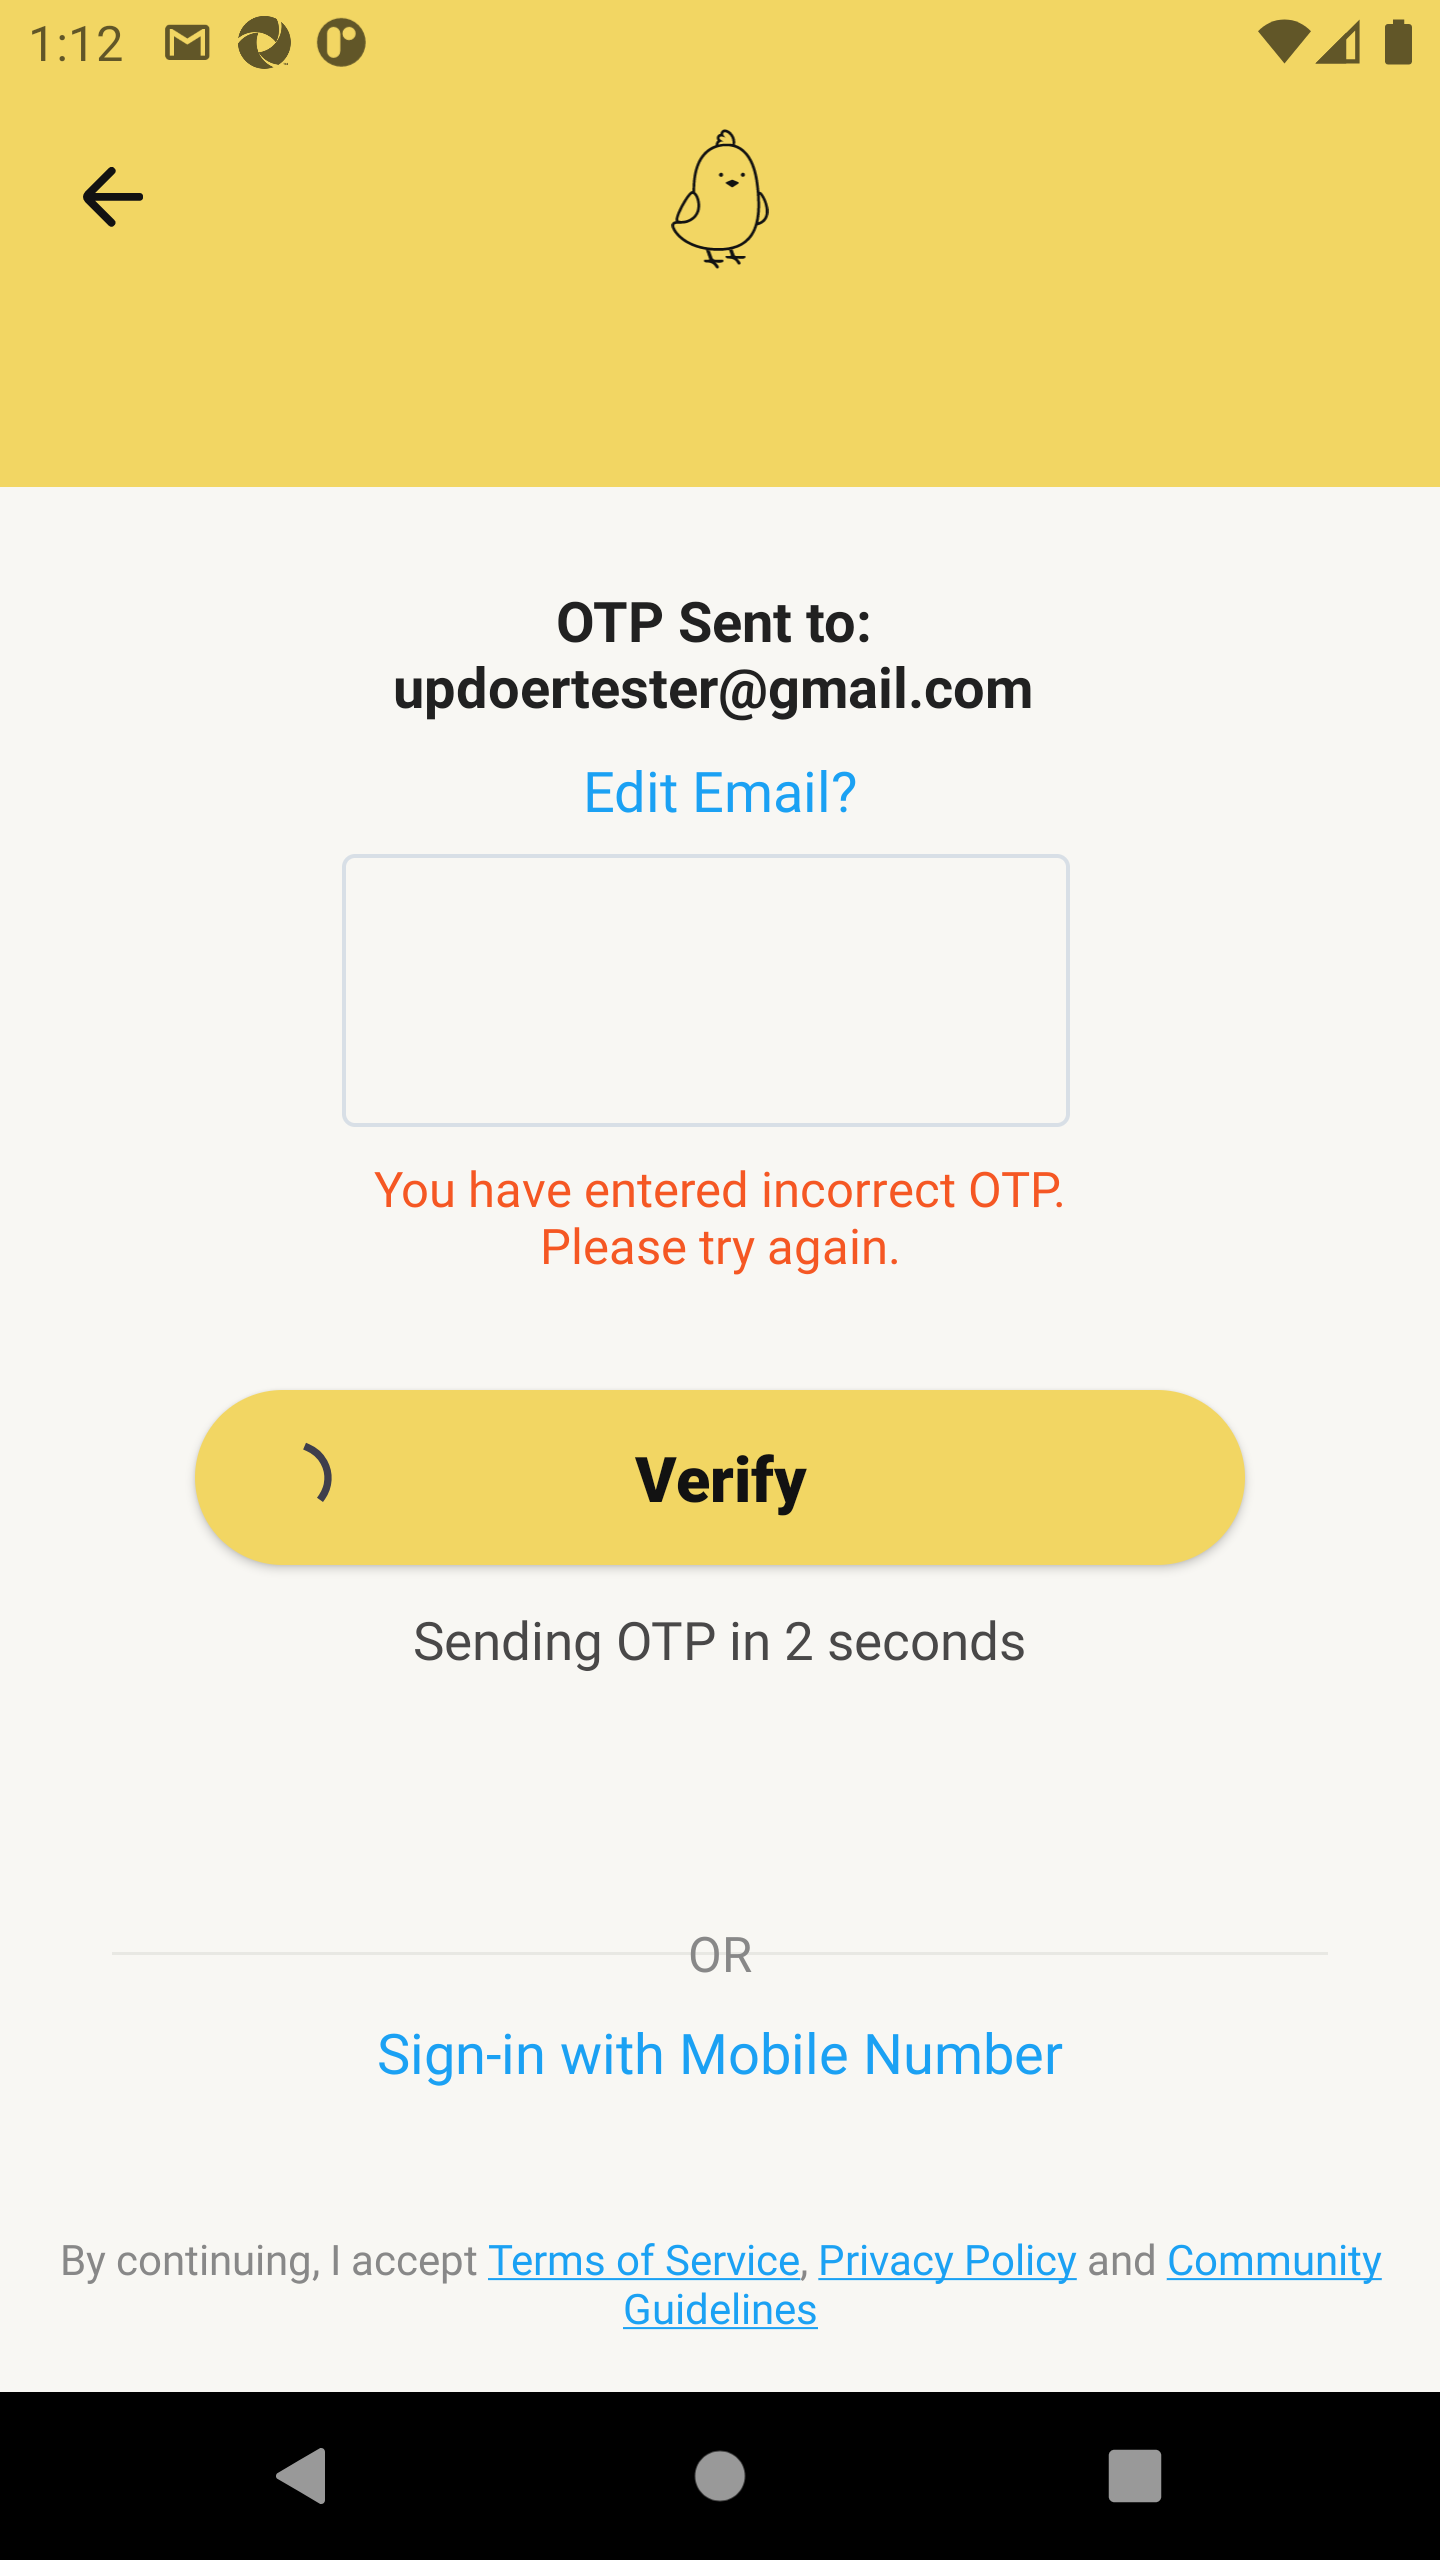 1:12
OTP Sent to:
updoertester@gmail.com
Edit Email?
You have entered incorrect OTP.
Please try again.
Verify
Sending OTP in 2 seconds
OR
Sign-in with Mobile Number
By continuing, I accept Terms of Service, Privacy Policy and Community
Guidelines